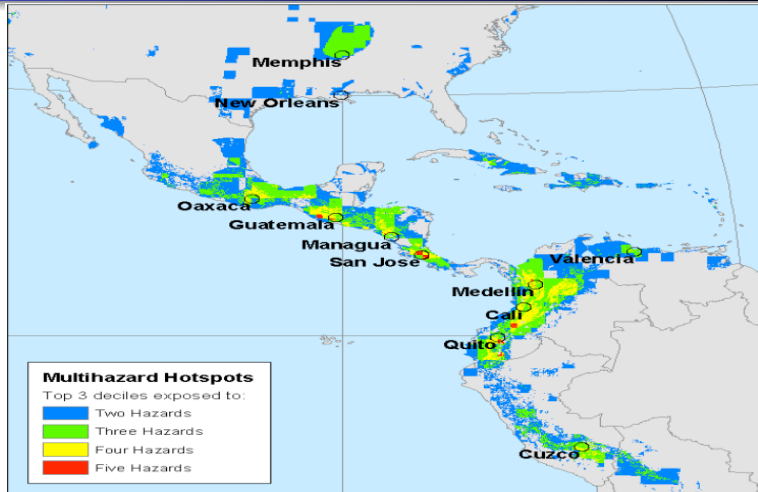 Memphis
New Orleans
Oaxaca
Guatemala
Managua
San Jose
Valencia
Medellin
Cali
Quito
Cuzco
Multihazard Hotspots
Top 3 deciles exposed to:
Two Hazards
Three Hazards
Four Hazards
Five Hazards